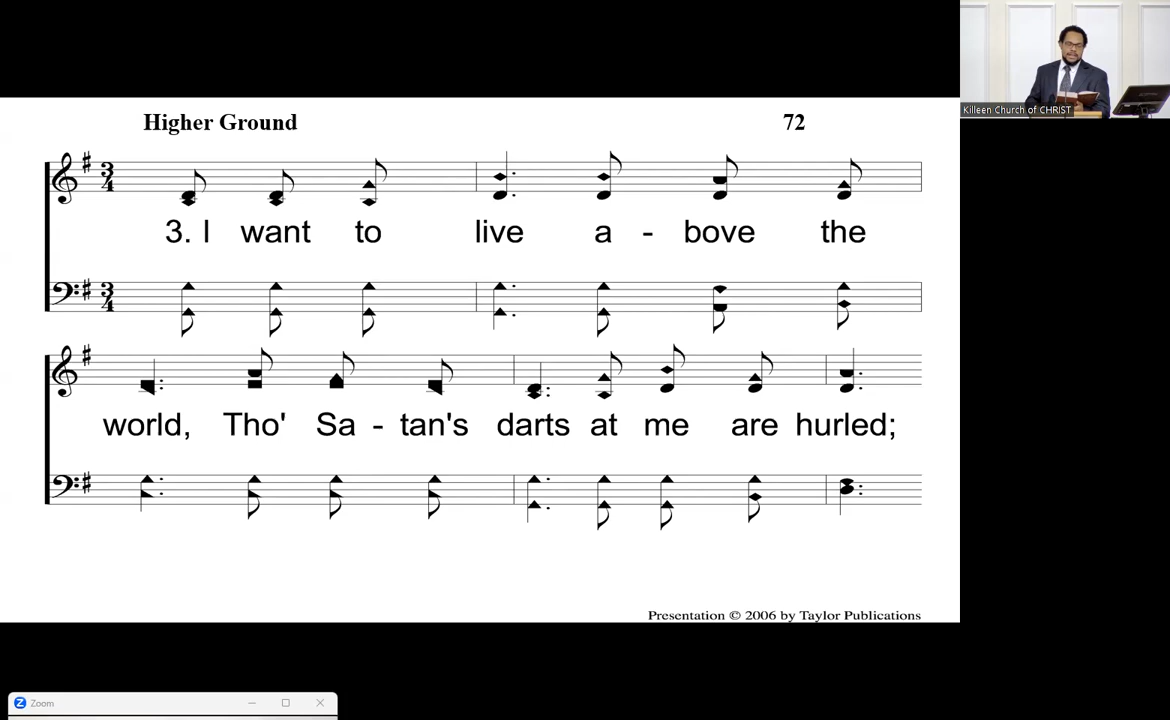 Higher Ground 72
3. I want to live a - bove the
world, Tho' Sa - tan's darts at me are hurled;
Presentation © 2006 by Taylor Publications
Killeen Church of CHRIST
Zoom